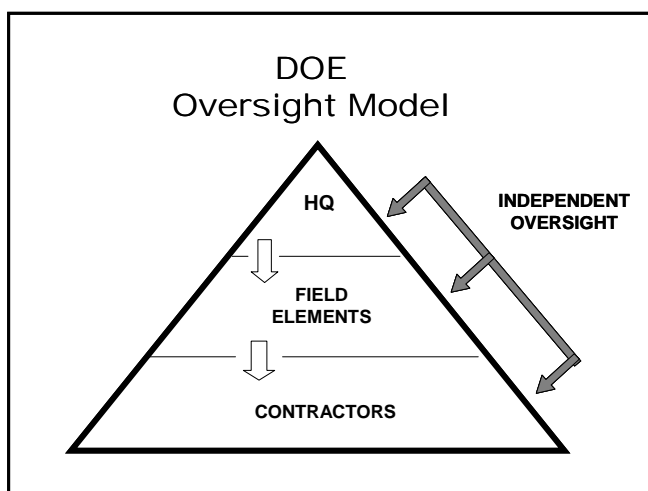 DOE
Oversight Model
HQ
INDEPENDENT
OVERSIGHT
FIELD
ELEMENTS
CONTRACTORS